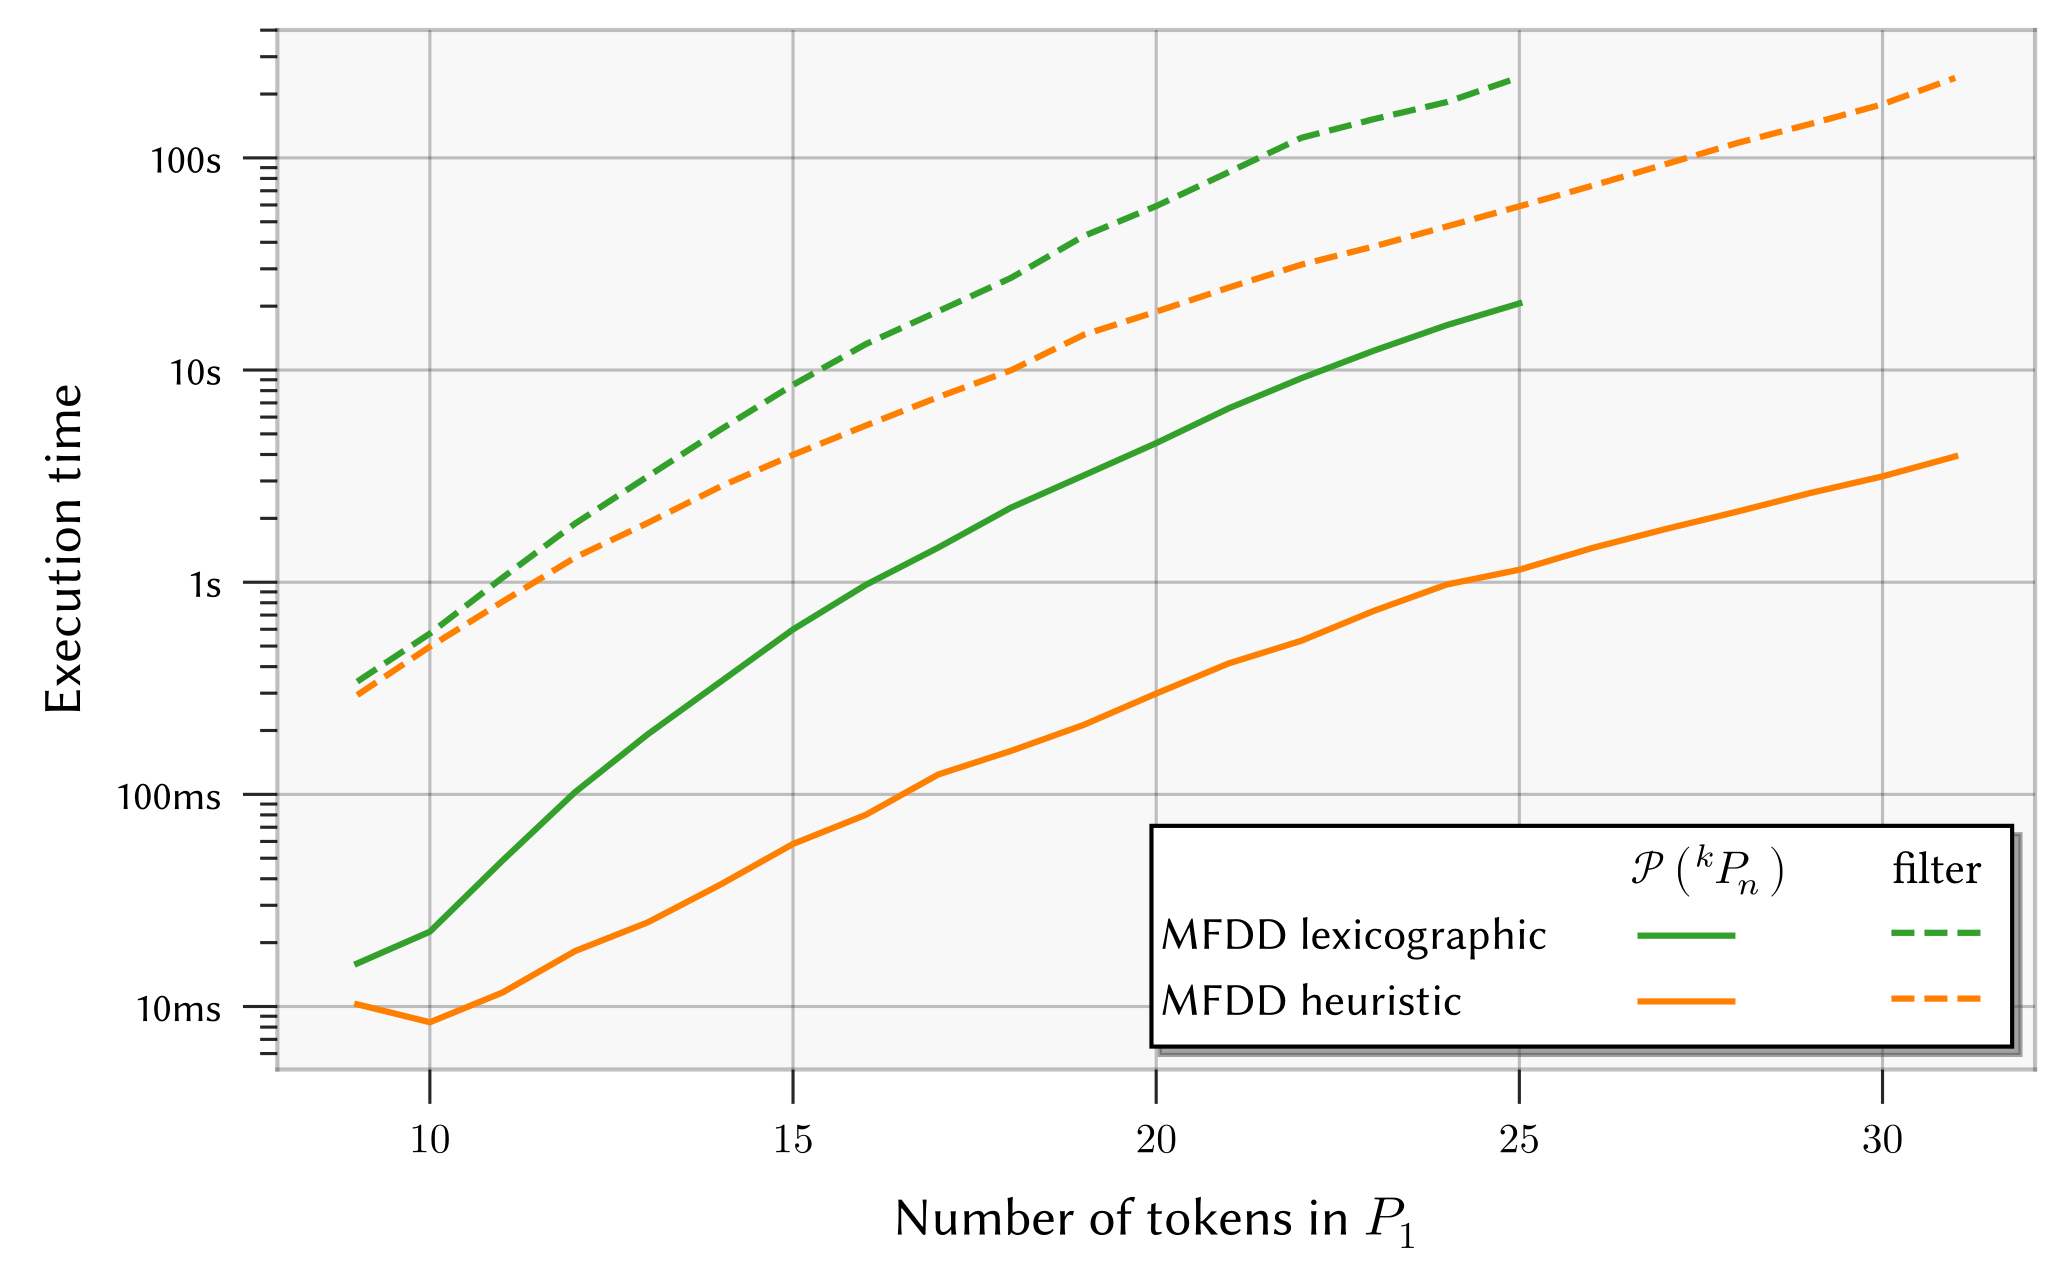 100s
10s
1s
100ms
10ms
Execution time
10 15 20 25 30
Number of tokens in P₁
𝒫(ᵏPₙ) filter
MFDD lexicographic
MFDD heuristic